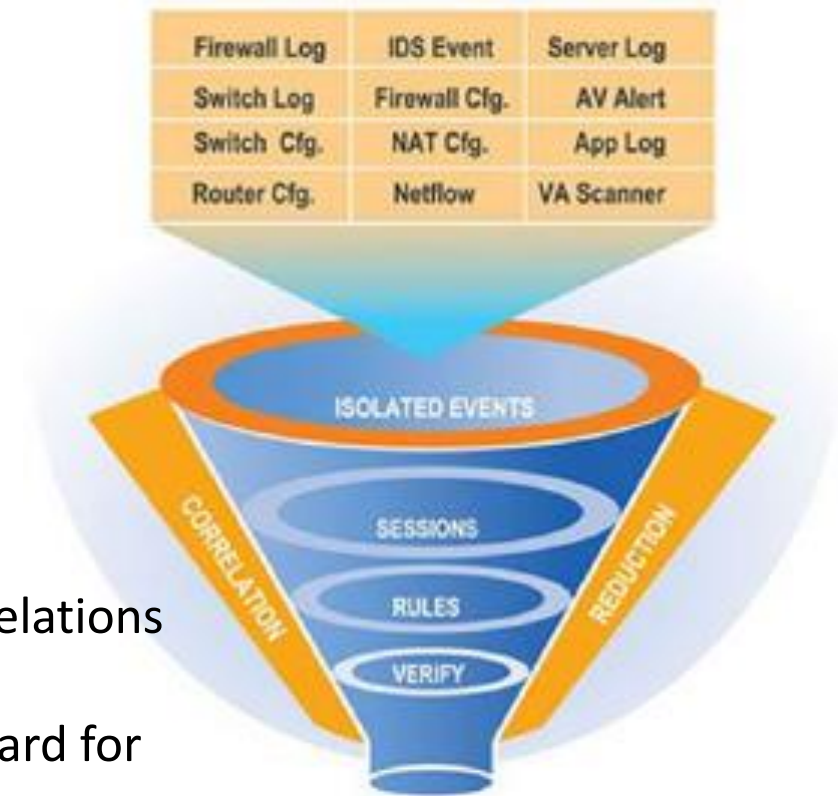 Firewall Log IDS Event Server Log
Switch Log Firewall Cfg. AV Alert
Switch Cfg. NAT Cfg. App Log
Router Cfg. Netflow VA Scanner
ISOLATED EVENTS
CORRELATION
REDUCTION
SESSIONS
RULES
VERIFY
elations
ard for